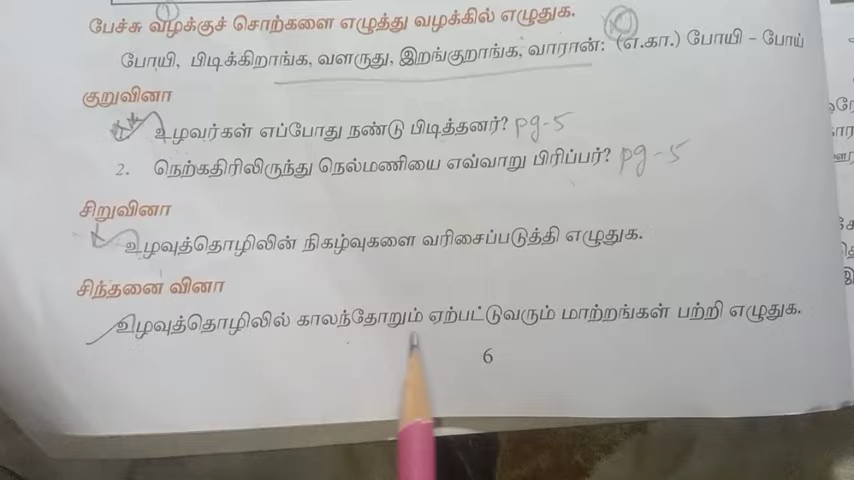 பேச்சு வழக்குச் சொற்களை எழுத்து வழக்கில் எழுதுக.
போயி, பிடிக்கிறாங்க, வளருது, இறங்குறாங்க, வாரான்: (எ.கா.) போயி – போய்
குறுவினா
உழவர்கள் எப்போது நண்டு பிடித்தனர்? pg-5
2. நெற்கதிரிலிருந்து நெல்மணியை எவ்வாறு பிரிப்பர்? pg-5
சிறுவினா
உழவுத்தொழிலின் நிகழ்வுகளை வரிசைப்படுத்தி எழுதுக.
சிந்தனை வினா
உழவுத்தொழிலில் காலந்தோறும் ஏற்பட்டுவரும் மாற்றங்கள் பற்றி எழுதுக.
6